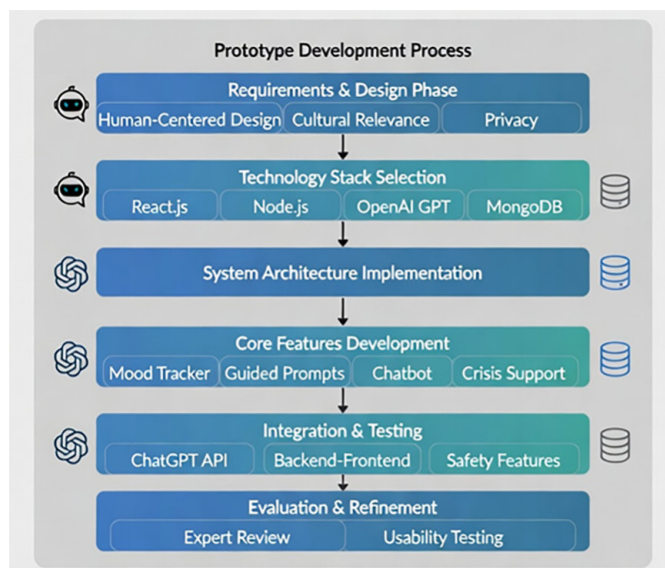 Prototype Development Process
Requirements & Design Phase
Human-Centered Design Cultural Relevance Privacy
Technology Stack Selection
React.js Node.js OpenAI GPT MongoDB
System Architecture Implementation
Core Features Development
Mood Tracker Guided Prompts Chatbot Crisis Support
Integration & Testing
ChatGPT API Backend-Frontend Safety Features
Evaluation & Refinement
Expert Review Usability Testing